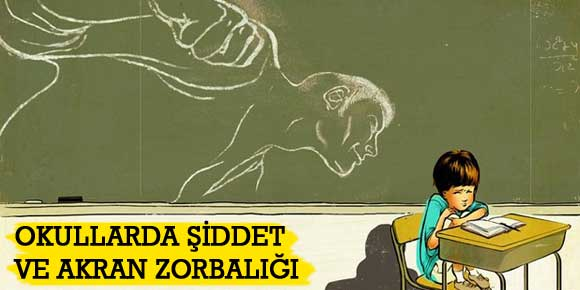 OKULLARDA ŞİDDET
VE AKRAN ZORBALIĞI